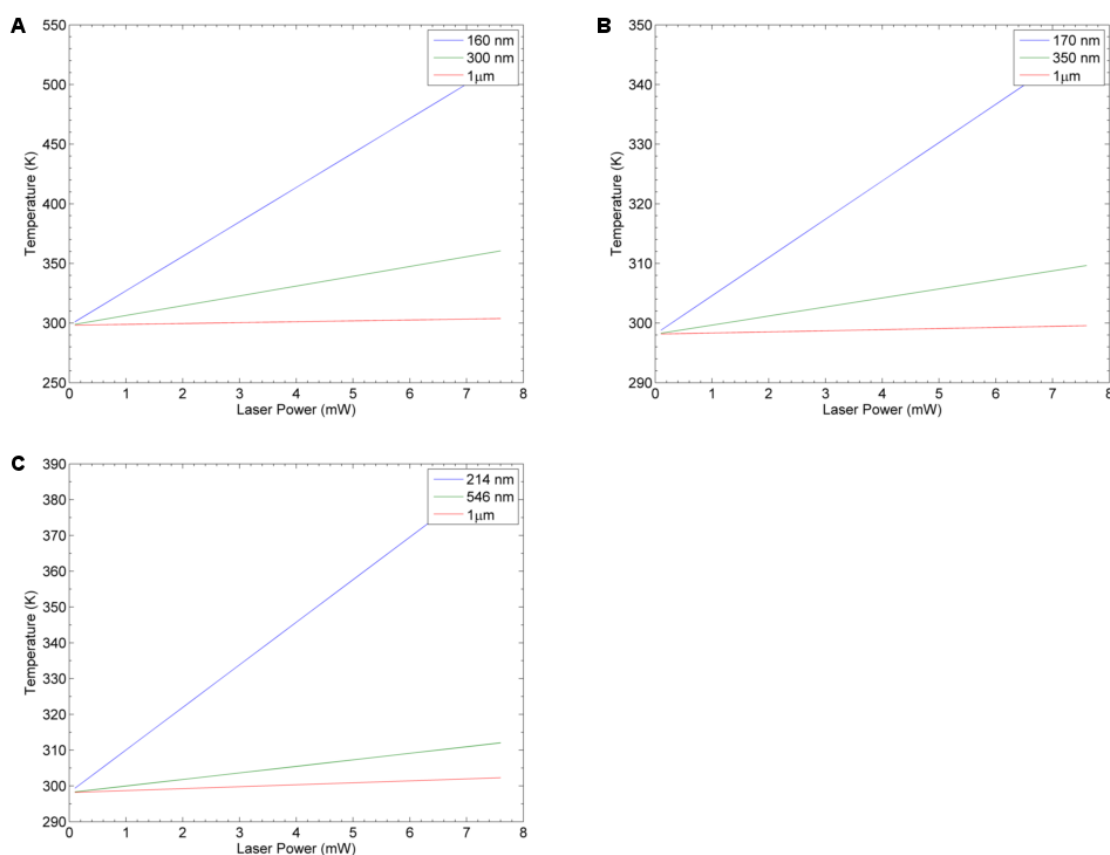 A
550
500
450
400
350
300
250
Temperature (K)
0 1 2 3 4 5 6 7 8
Laser Power (mW)
160 nm
300 nm
1μm
B
350
340
330
320
310
300
290
Temperature (K)
0 1 2 3 4 5 6 7 8
Laser Power (mW)
170 nm
350 nm
1μm
C
390
380
370
360
350
340
330
320
310
300
290
Temperature (K)
0 1 2 3 4 5 6 7 8
Laser Power (mW)
214 nm
546 nm
1μm